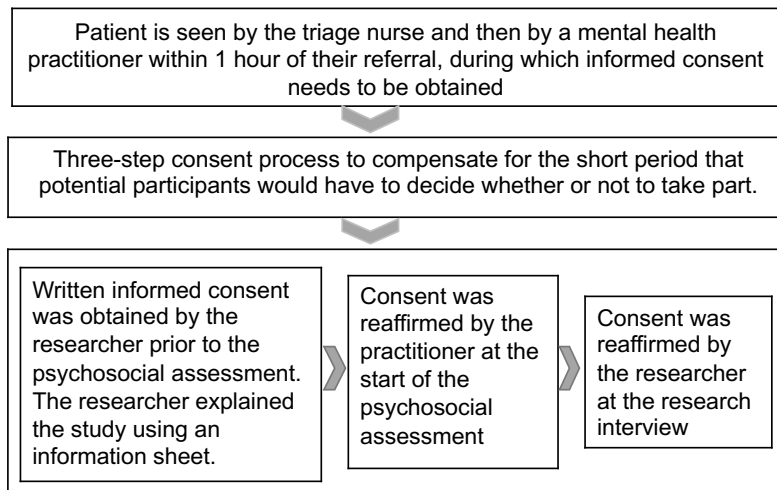 Patient is seen by the triage nurse and then by a mental health
practitioner within 1 hour of their referral, during which informed consent
needs to be obtained
Three-step consent process to compensate for the short period that
potential participants would have to decide whether or not to take part.
Written informed consent
was obtained by the
researcher prior to the
psychosocial assessment.
The researcher explained
the study using an
information sheet.
Consent was
reaffirmed by the
practitioner at the
start of the
psychosocial
assessment
Consent was
reaffirmed by
the researcher
at the research
interview